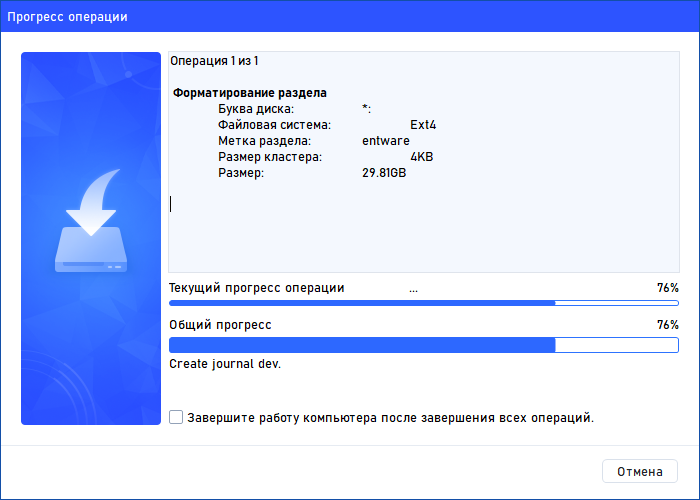 Прогресс операции
Операция 1 из 1
Форматирование раздела
Буква диска: *:
Файловая система: Ext4
Метка раздела: entware
Размер кластера: 4KB
Размер: 29.81GB
Текущий прогресс операции ... 76%
Общий прогресс 76%
Create journal dev.
Завершите работу компьютера после завершения всех операций.
Отмена